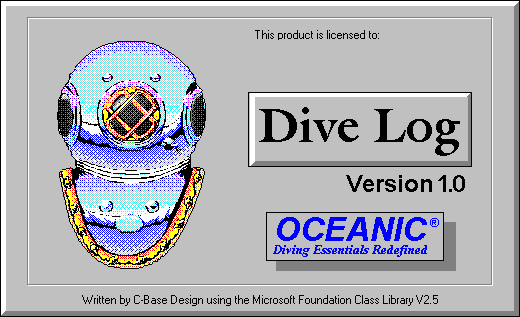 This product is licensed to:
Dive Log
Version 1.0
OCEANIC®
Diving Essentials Redefined
Written by C-Base Design using the Microsoft Foundation Class Library V2.5